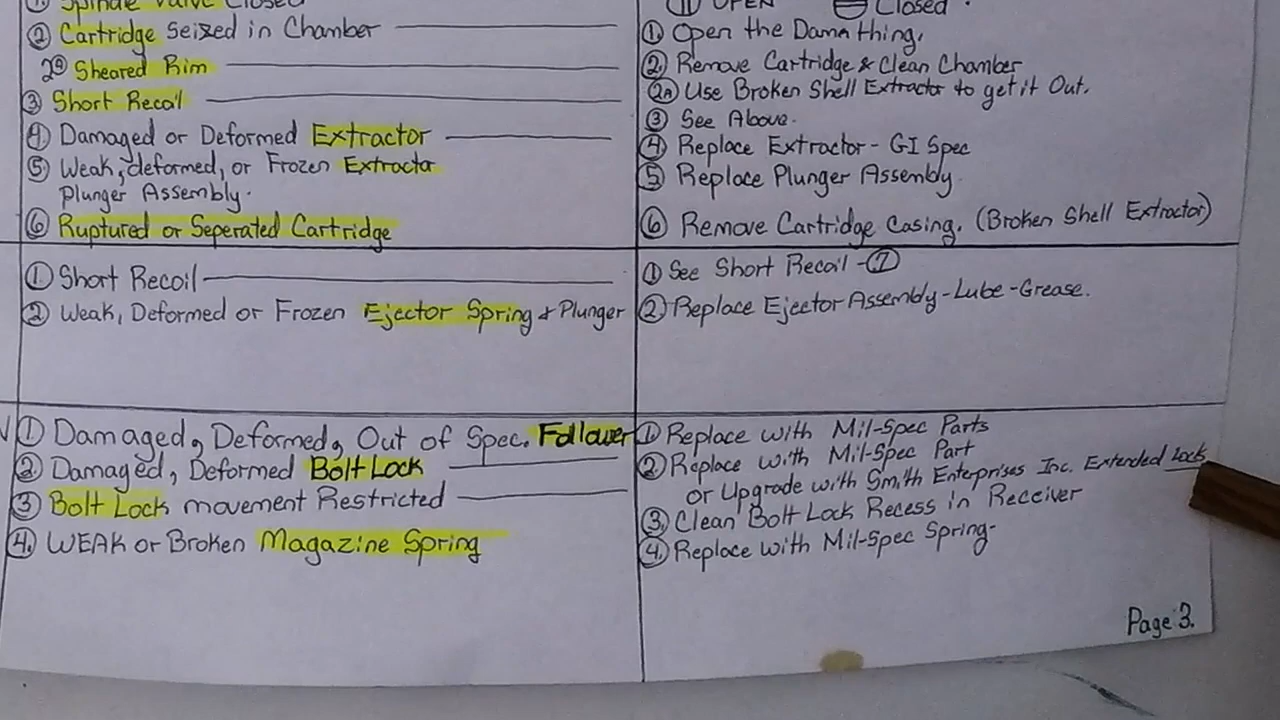 1. Spindle Valve Closed
2 Cartridge Seized in Chamber
2a Sheared Rim
3 Short Recoil
4 Damaged or Deformed Extractor
5 Weak, deformed, or Frozen Extractor
Plunger Assembly.
6 Ruptured or Seperated Cartridge
OPEN Closed.
1 Open the Damn thing.
2. Remove Cartridge & Clean Chamber
2A Use Broken Shell Extractor to get it Out.
3 See Above.
4 Replace Extractor - GI Spec
5 Replace Plunger Assembly
6 Remove Cartridge Casing. (Broken Shell Extractor)
1 Short Recoil
2 Weak, Deformed or Frozen Ejector Spring & Plunger
1 See Short Recoil - 7
2 Replace Ejector Assembly - Lube - Grease.
1 Damaged, Deformed, Out of Spec. Follower
2 Damaged, Deformed Bolt Lock
3 Bolt Lock movement Restricted
4. WEAK or Broken Magazine Spring
1 Replace with Mil-Spec Parts
2 Replace with Mil-Spec Part
or Upgrade with Smith Enterprises Inc. Extended Lock
3. Clean Bolt Lock Recess in Receiver
4. Replace with Mil-Spec Spring-
Page 3.